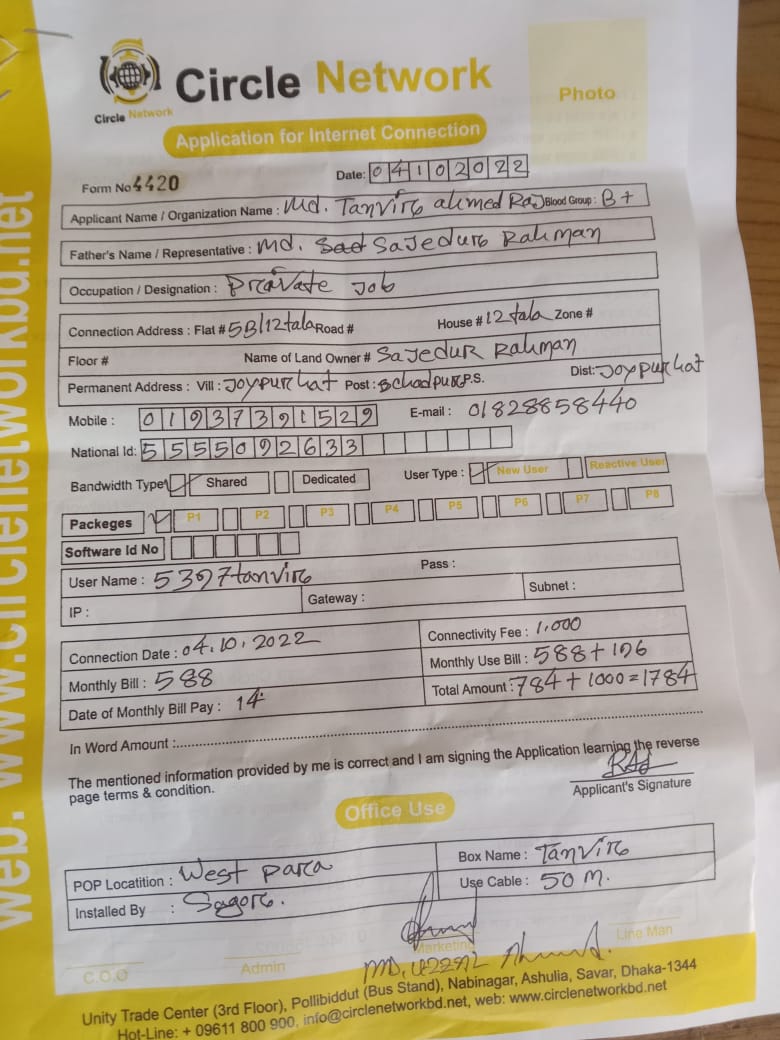 Circle Network
Circle Network
Photo
Application for Internet Connection
Form No 4420
Date: 04102022
Applicant Name / Organization Name : Md. Tanvir ahmed Raj Blood Group : B+
Father's Name / Representative : Md. Sad Sajedur Rahman
Occupation / Designation : Private Job
Connection Address : Flat # 5B/12tala Road # House # 12 tala Zone #
Floor # Name of Land Owner # Sajedur Rahman
Permanent Address : Vill : Joypurhat Post : P.S. Dist: Joypurhat
Mobile : 01937391529 E-mail : 01828858440
National Id: 5555092633
Bandwidth Type Shared Dedicated User Type : New User Reactive User
Packeges P1 P2 P3 P4 P5 P6 P7 P8
Software Id No
User Name : 5397tanvir Pass :
IP : Gateway : Subnet :
Connection Date : 04.10.2022 Connectivity Fee : 1,000
Monthly Bill : 588 Monthly Use Bill : 588+196
Date of Monthly Bill Pay : 14 Total Amount : 784+1000=1784
In Word Amount :
The mentioned information provided by me is correct and I am signing the Application learning the reverse
page terms & condition.
Raj
Applicant's Signature
Office Use
POP Locatition : West para Box Name : Tanvir
Installed By : Sagor. Use Cable : 50 M.
C.O.O Admin Marketing Line Man
MD. Ahmed.
Unity Trade Center (3rd Floor), Pollibiddut (Bus Stand), Nabinagar, Ashulia, Savar, Dhaka-1344
Hot-Line: + 09611 800 900, info@circlenetworkbd.net, web: www.circlenetworkbd.net
web: www.circlenetworkbd.net